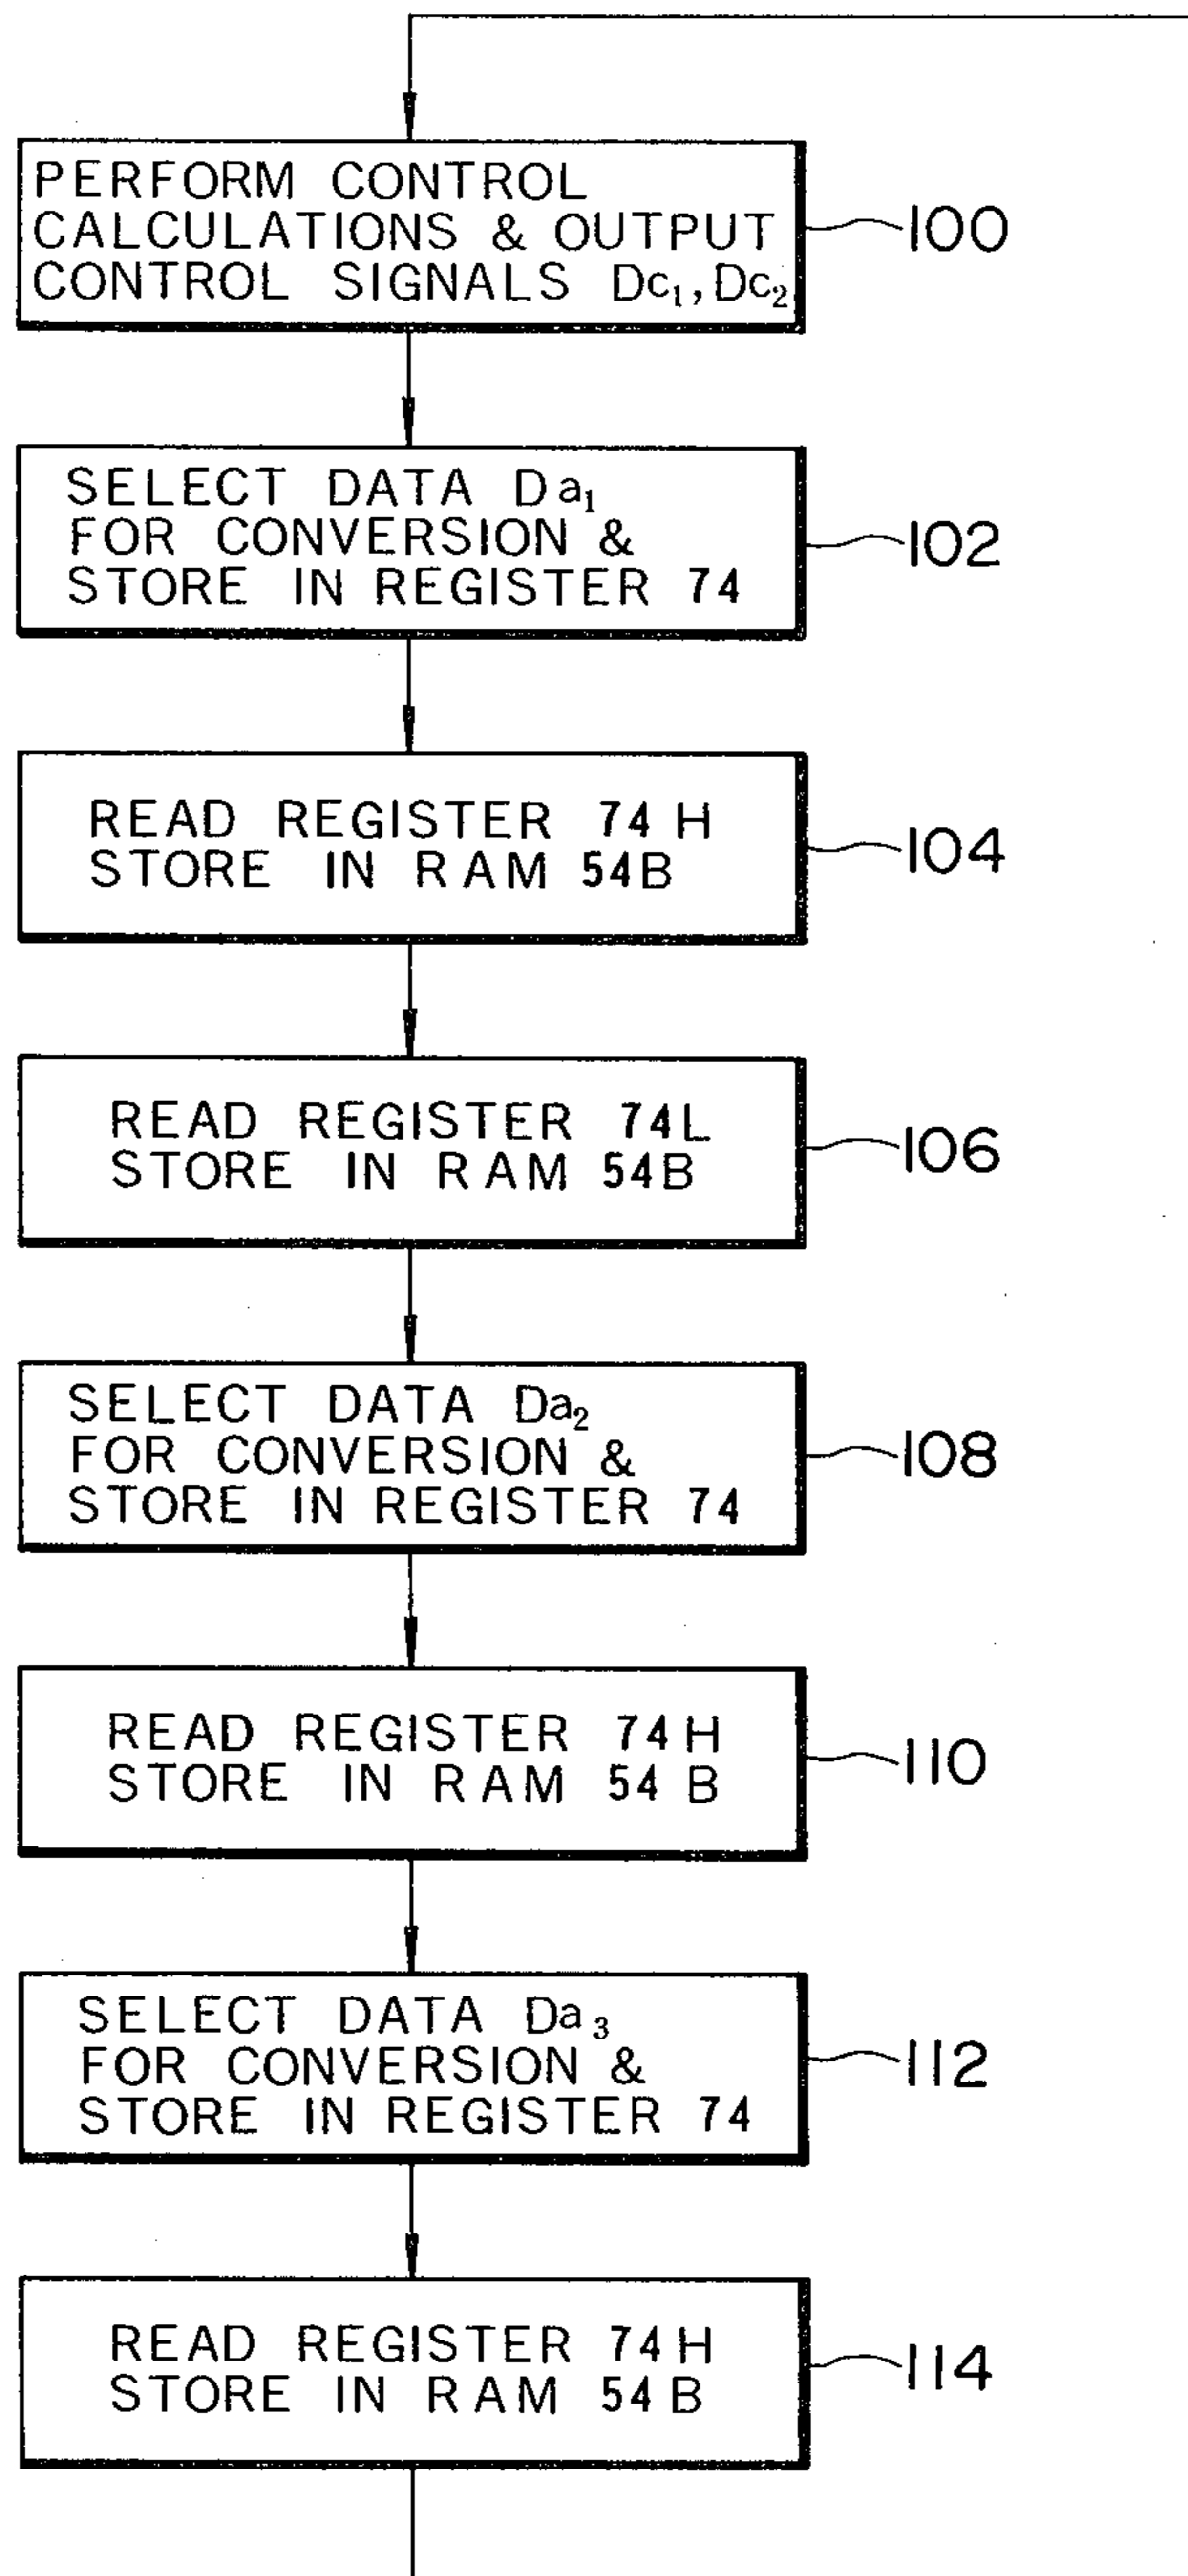 PERFORM CONTROL
CALCULATIONS & OUTPUT
CONTROL SIGNALS Dc₁, Dc₂
100
SELECT DATA Da₁
FOR CONVERSION &
STORE IN REGISTER 74
102
READ REGISTER 74H
STORE IN RAM 54B
104
READ REGISTER 74L
STORE IN RAM 54B
106
SELECT DATA Da₂
FOR CONVERSION &
STORE IN REGISTER 74
108
READ REGISTER 74H
STORE IN RAM 54B
110
SELECT DATA Da₃
FOR CONVERSION &
STORE IN REGISTER 74
112
READ REGISTER 74H
STORE IN RAM 54B
114